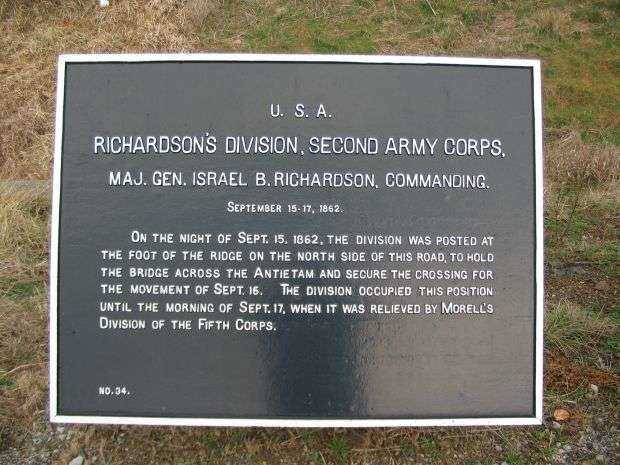 U. S. A.
RICHARDSON'S DIVISION, SECOND ARMY CORPS,
MAJ. GEN. ISRAEL B. RICHARDSON, COMMANDING.
SEPTEMBER 15-17, 1862.
ON THE NIGHT OF SEPT. 15, 1862, THE DIVISION WAS POSTED AT
THE FOOT OF THE RIDGE ON THE NORTH SIDE OF THIS ROAD, TO HOLD
THE BRIDGE ACROSS THE ANTIETAM AND SECURE THE CROSSING FOR
THE MOVEMENT OF SEPT. 16. THE DIVISION OCCUPIED THIS POSITION
UNTIL THE MORNING OF SEPT. 17, WHEN IT WAS RELIEVED BY MORELL'S
DIVISION OF THE FIFTH CORPS.
NO. 34.